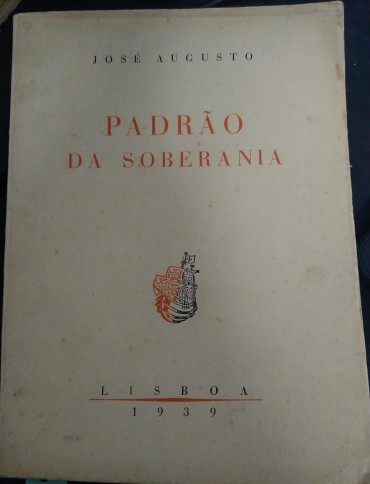 JOSÉ AUGUSTO
PADRÃO
DA SOBERANIA
LISBOA
1939